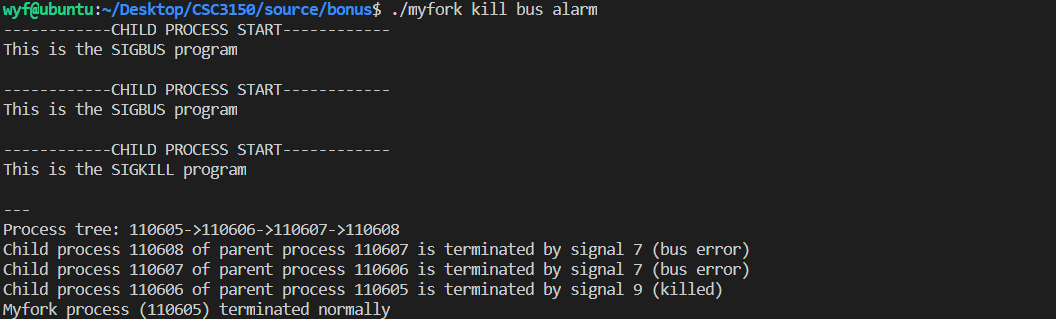 wyf@ubuntu:~/Desktop/CSC3150/source/bonus$ ./myfork kill bus alarm
------------CHILD PROCESS START------------
This is the SIGBUS program
------------CHILD PROCESS START------------
This is the SIGBUS program
------------CHILD PROCESS START------------
This is the SIGKILL program
---
Process tree: 110605->110606->110607->110608
Child process 110608 of parent process 110607 is terminated by signal 7 (bus error)
Child process 110607 of parent process 110606 is terminated by signal 7 (bus error)
Child process 110606 of parent process 110605 is terminated by signal 9 (killed)
Myfork process (110605) terminated normally